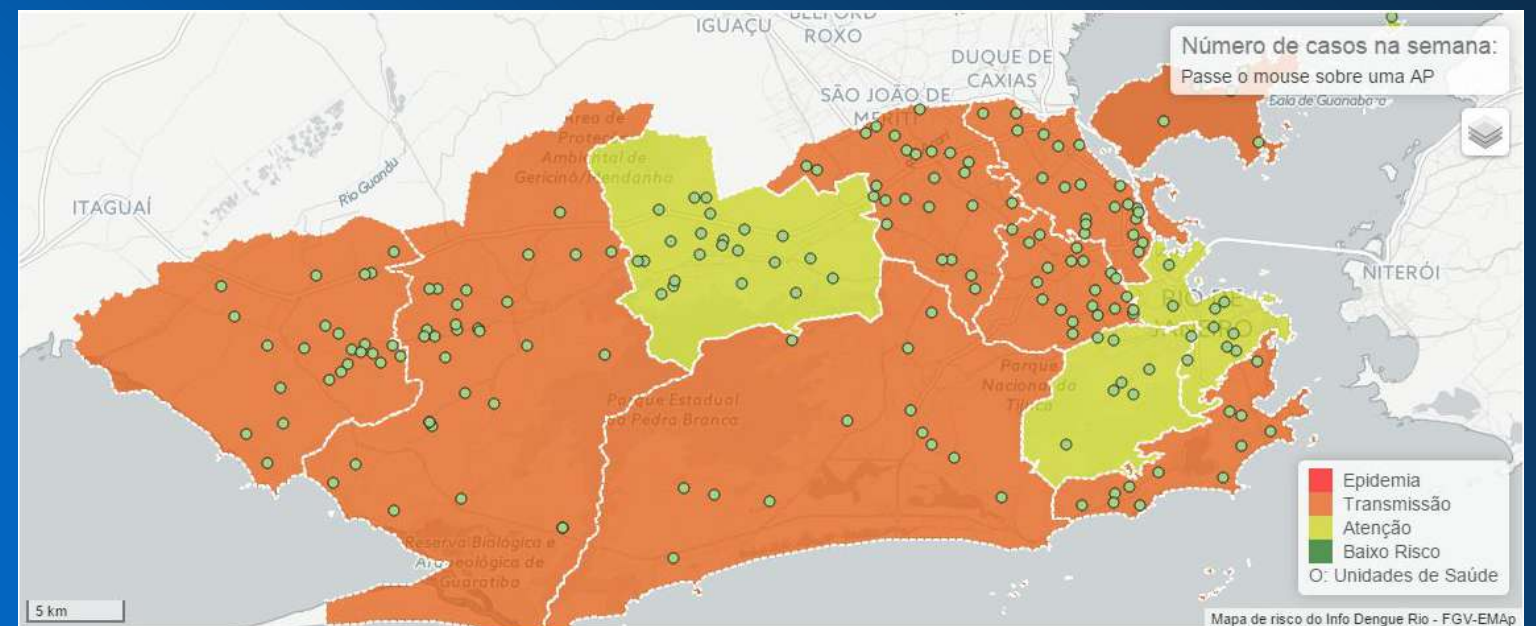 IGUAÇU
BELFORD
ROXO
DUQUE DE
CAXIAS
SÃO JOÃO DE
MERITI
Número de casos na semana:
Passe o mouse sobre uma AP
Baía de Guanabara
Área de
Proteção
Ambiental de
Gericinó/Mendanha
Rio Guandu
ITAGUAÍ
NITERÓI
RIO DE
JANEIRO
Parque
Nacional da
Tijuca
Parque Estadual
da Pedra Branca
Reserva Biológica e
Arqueológica de
Guaratiba
Epidemia
Transmissão
Atenção
Baixo Risco
O: Unidades de Saúde
5 km
Mapa de risco do Info Dengue Rio - FGV-EMAp